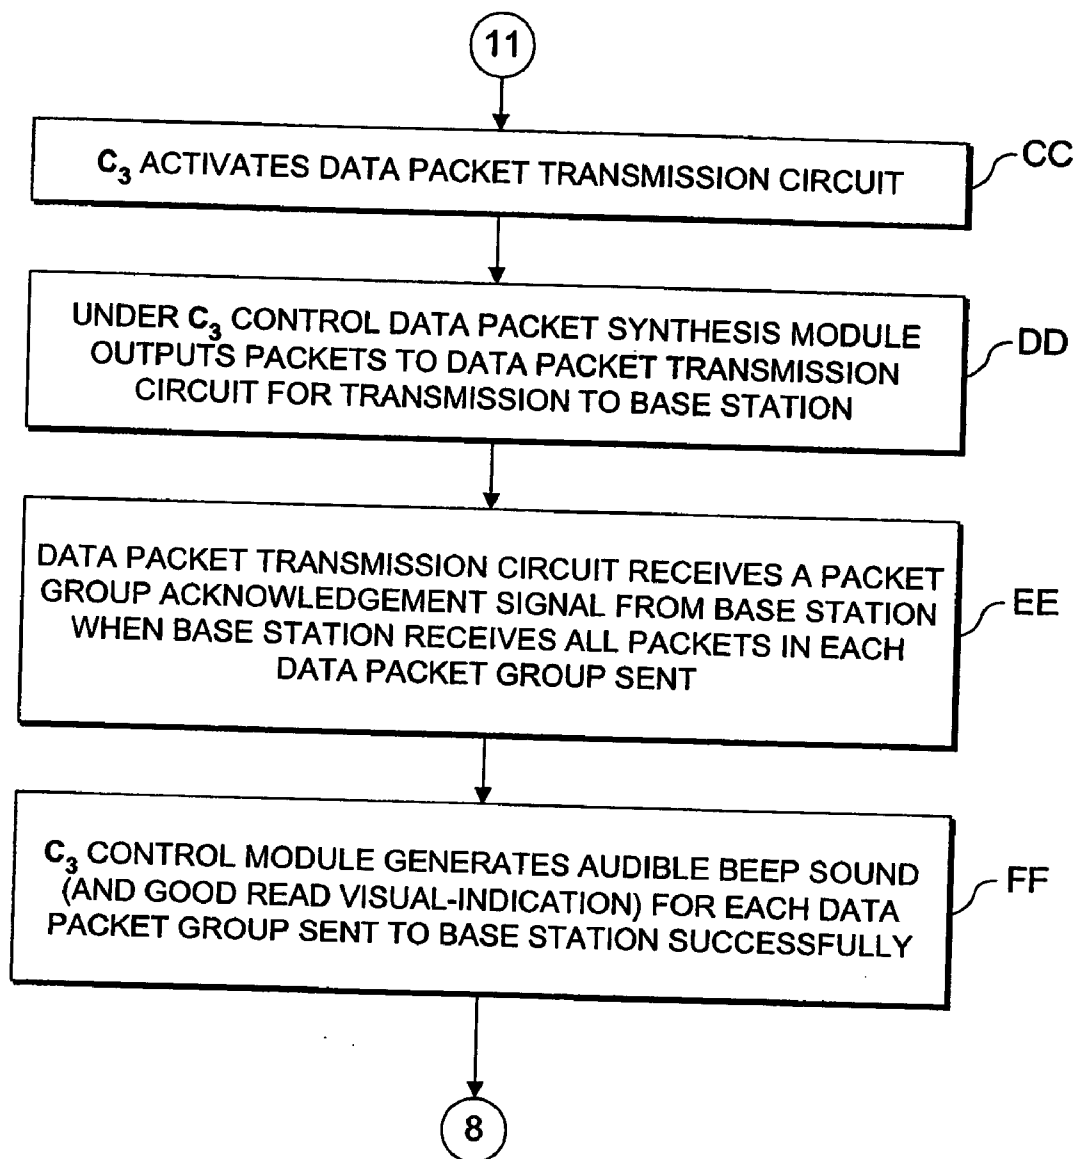 11
C3 ACTIVATES DATA PACKET TRANSMISSION CIRCUIT
CC
UNDER C3 CONTROL DATA PACKET SYNTHESIS MODULE
OUTPUTS PACKETS TO DATA PACKET TRANSMISSION
CIRCUIT FOR TRANSMISSION TO BASE STATION
DD
DATA PACKET TRANSMISSION CIRCUIT RECEIVES A PACKET
GROUP ACKNOWLEDGEMENT SIGNAL FROM BASE STATION
WHEN BASE STATION RECEIVES ALL PACKETS IN EACH
DATA PACKET GROUP SENT
EE
C3 CONTROL MODULE GENERATES AUDIBLE BEEP SOUND
(AND GOOD READ VISUAL-INDICATION) FOR EACH DATA
PACKET GROUP SENT TO BASE STATION SUCCESSFULLY
FF
8